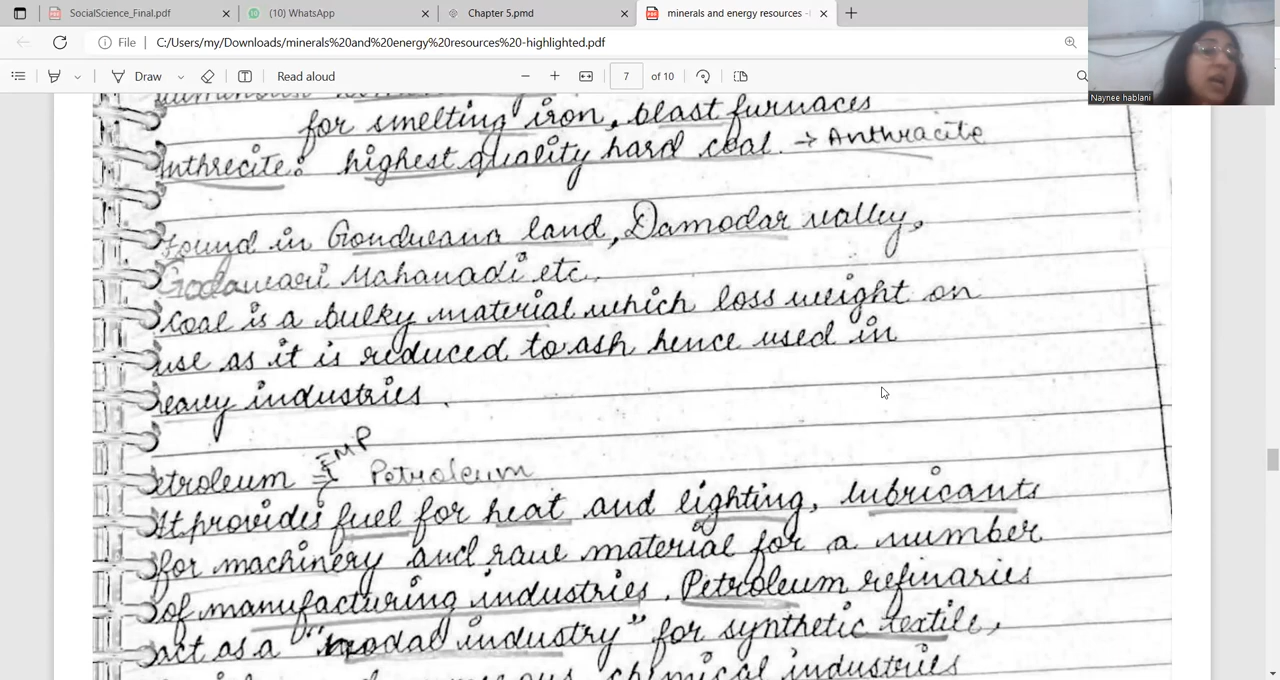 SocialScience_Final.pdf
(10) WhatsApp
Chapter 5.pmd
minerals and energy resources -
File
C:/Users/my/Downloads/minerals%20and%20energy%20resources%20-highlighted.pdf
Draw
Read aloud
7 of 10
Naynee hablani
for smelting iron, blast furnaces
Anthrecite: highest quality hard coal. → Anthracite
Found in Gondwana land, Damodar valley,
Godawari Mahanadi etc.
Coal is a bulky material which loss weight on
use as it is reduced to ash hence used in
heavy industries.
IMP
etroleum ⇒ Petroleum
It provides fuel for heat and lighting, lubricants
for machinery and raw material for a number
of manufacturing industries. Petroleum refinaries
act as a "nodal industry" for synthetic textile,
chemical industries